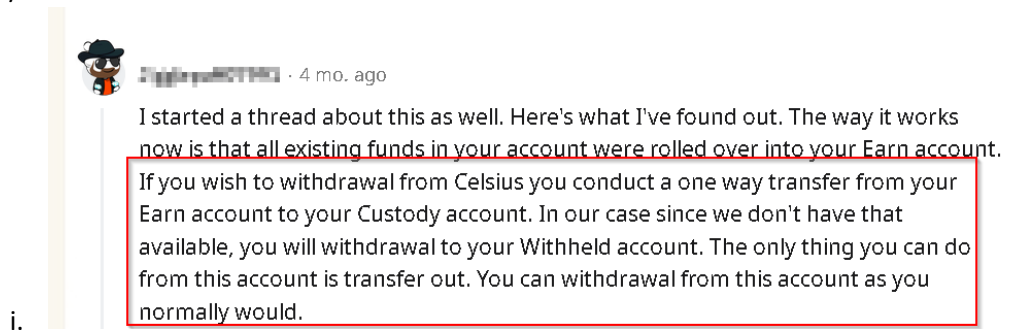 · 4 mo. ago
I started a thread about this as well. Here's what I've found out. The way it works
now is that all existing funds in your account were rolled over into your Earn account.
If you wish to withdrawal from Celsius you conduct a one way transfer from your
Earn account to your Custody account. In our case since we don't have that
available, you will withdrawal to your Withheld account. The only thing you can do
from this account is transfer out. You can withdrawal from this account as you
normally would.
i.